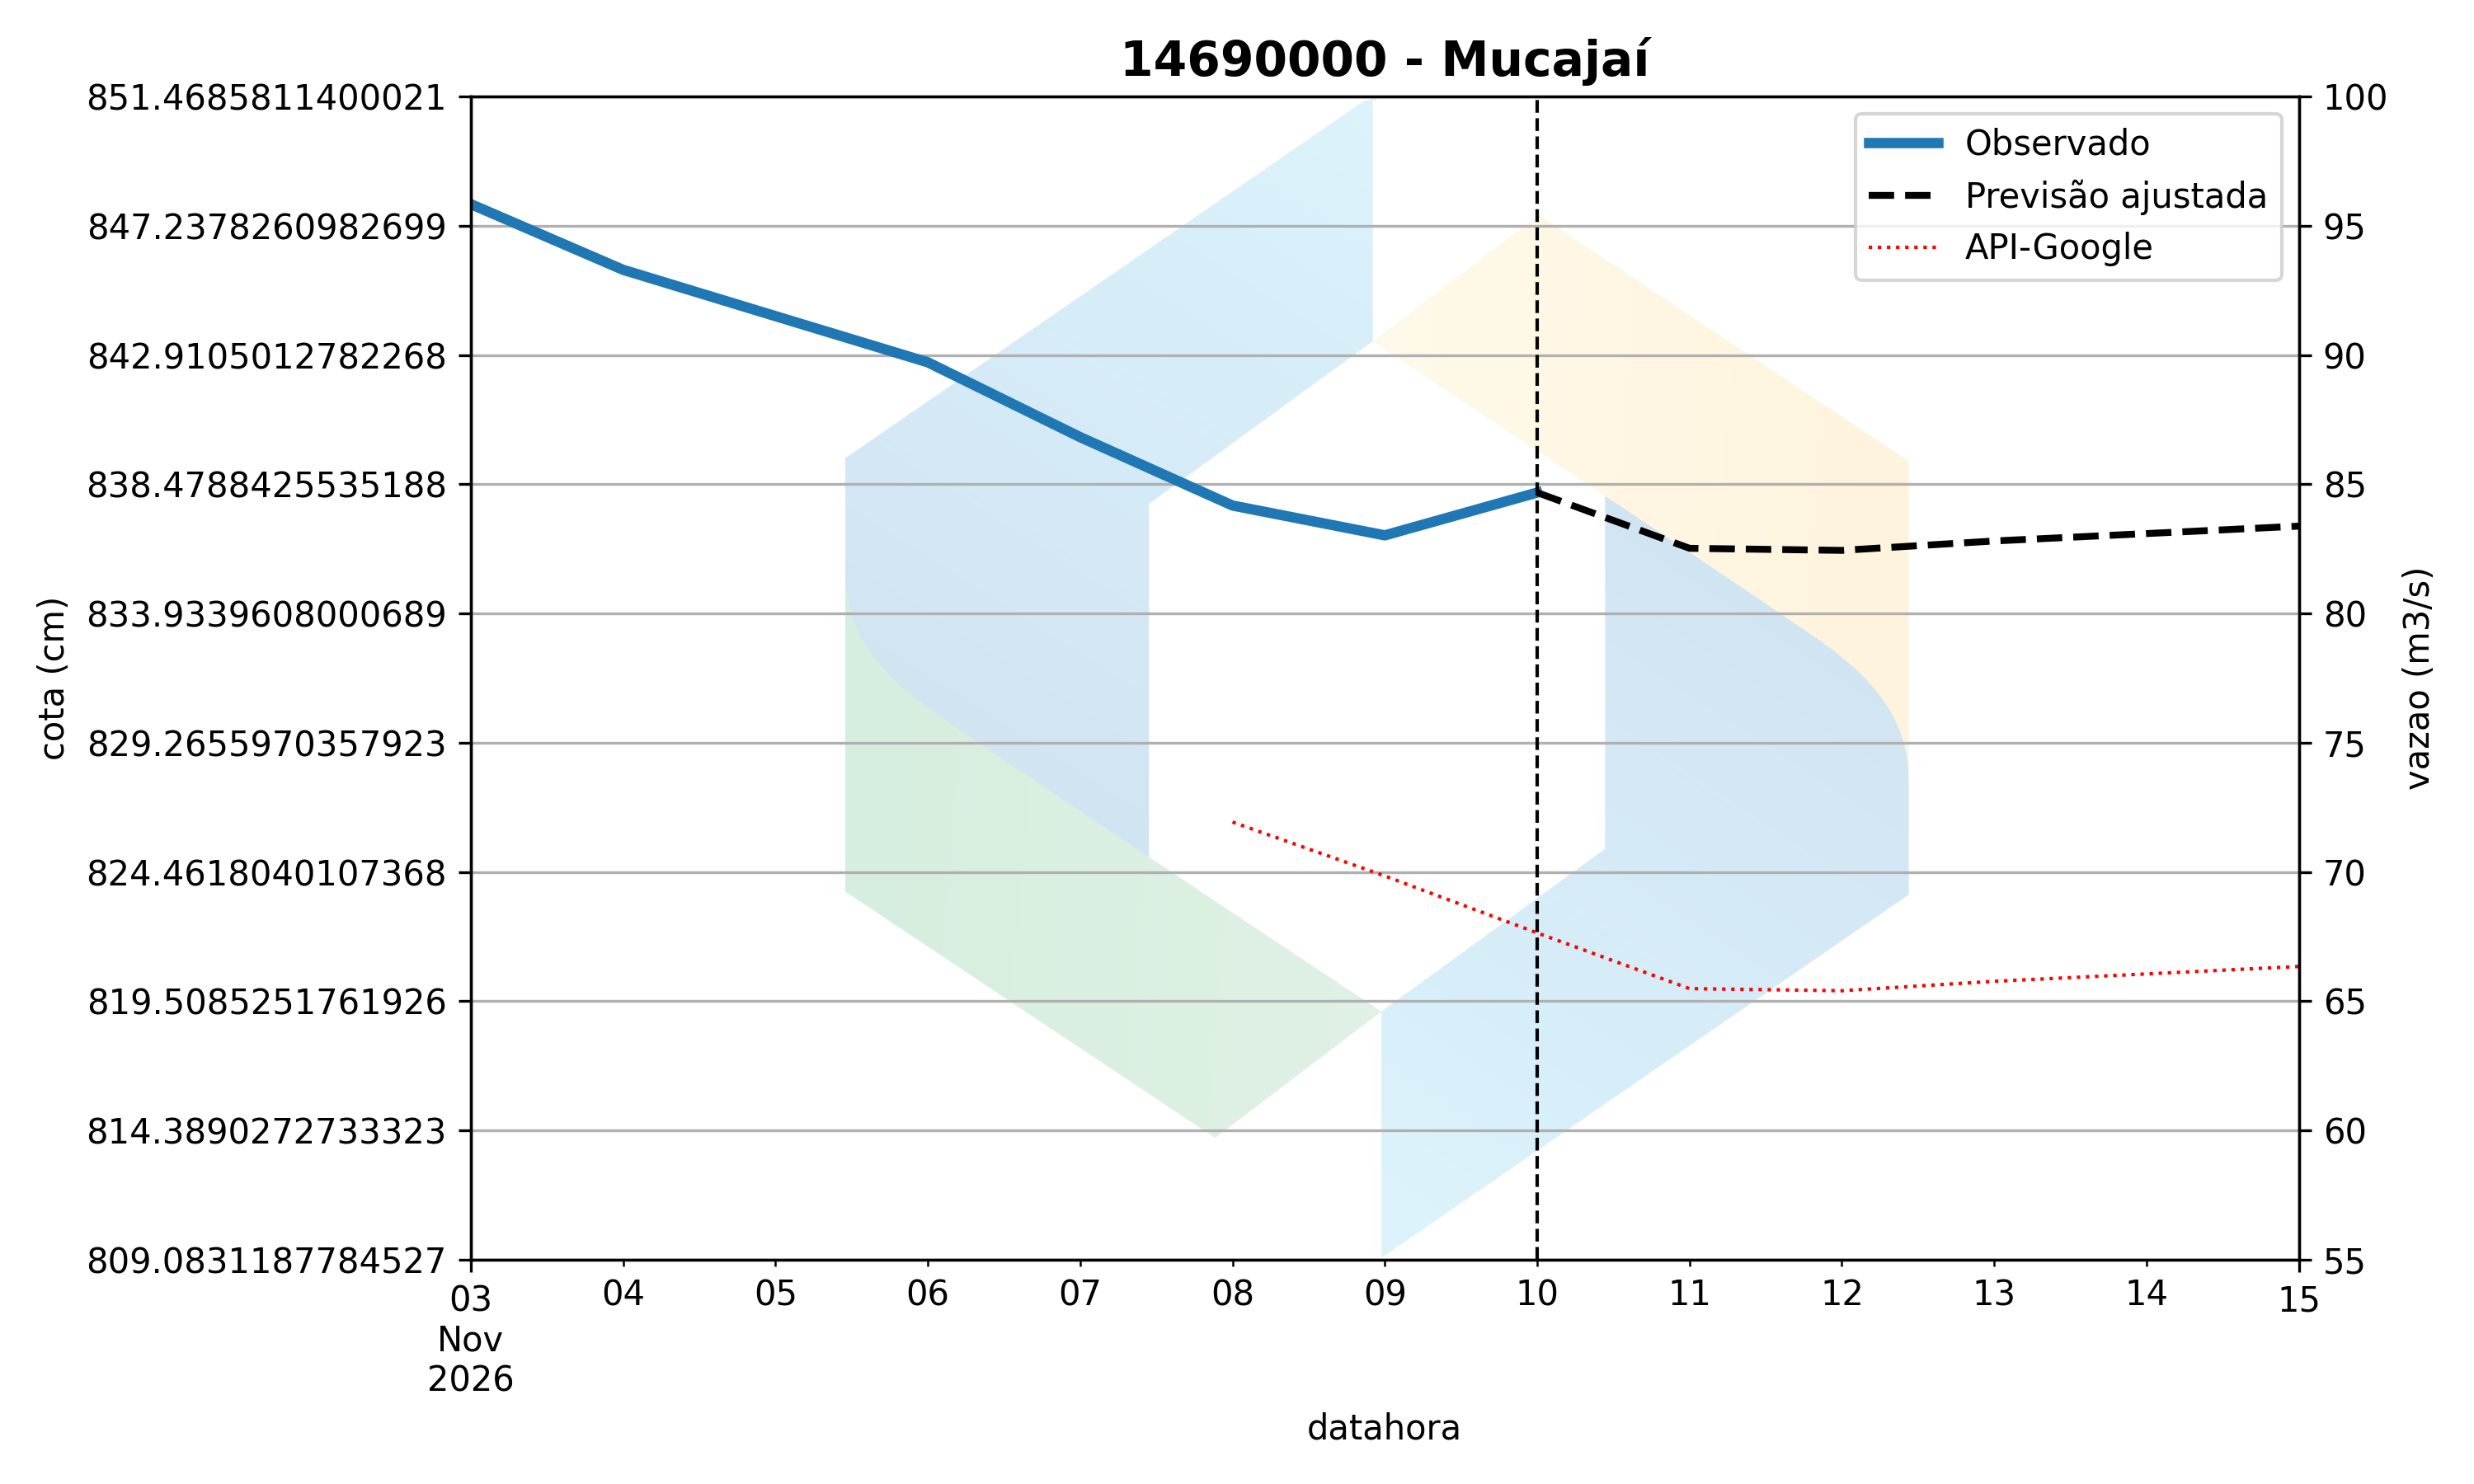 14690000 - Mucajaí
851.4685811400021
847.2378260982699
842.9105012782268
838.4788425535188
833.9339608000689
829.2655970357923
824.4618040107368
819.5085251761926
814.3890272733323
809.0831187784527
cota (cm)
100
95
90
85
80
75
70
65
60
55
vazao (m3/s)
Observado
Previsão ajustada
API-Google
03 04 05 06 07 08 09 10 11 12 13 14 15
Nov
2026
datahora